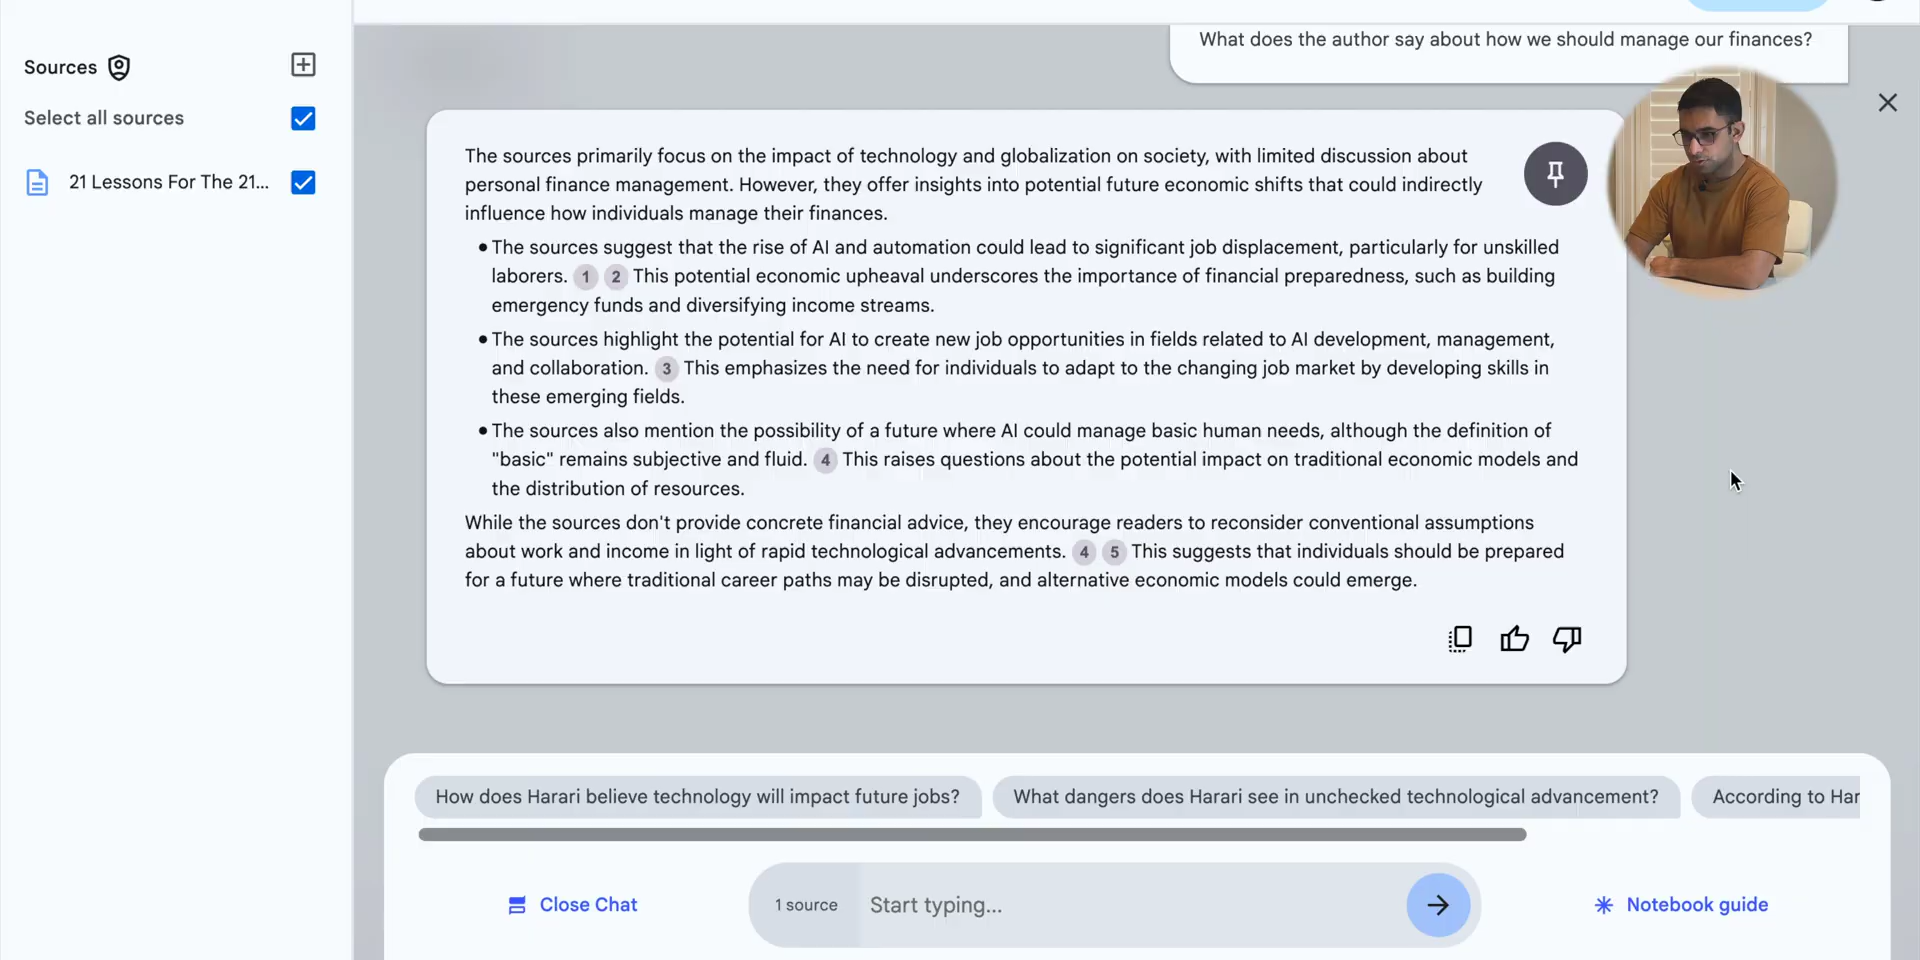 Sources
Select all sources
21 Lessons For The 21...
What does the author say about how we should manage our finances?
The sources primarily focus on the impact of technology and globalization on society, with limited discussion about
personal finance management. However, they offer insights into potential future economic shifts that could indirectly
influence how individuals manage their finances.
• The sources suggest that the rise of AI and automation could lead to significant job displacement, particularly for unskilled
laborers. 1 2 This potential economic upheaval underscores the importance of financial preparedness, such as building
emergency funds and diversifying income streams.
• The sources highlight the potential for AI to create new job opportunities in fields related to AI development, management,
and collaboration. 3 This emphasizes the need for individuals to adapt to the changing job market by developing skills in
these emerging fields.
• The sources also mention the possibility of a future where AI could manage basic human needs, although the definition of
"basic" remains subjective and fluid. 4 This raises questions about the potential impact on traditional economic models and
the distribution of resources.
While the sources don't provide concrete financial advice, they encourage readers to reconsider conventional assumptions
about work and income in light of rapid technological advancements. 4 5 This suggests that individuals should be prepared
for a future where traditional career paths may be disrupted, and alternative economic models could emerge.
How does Harari believe technology will impact future jobs?
What dangers does Harari see in unchecked technological advancement?
According to Har
Close Chat
1 source
Start typing...
Notebook guide